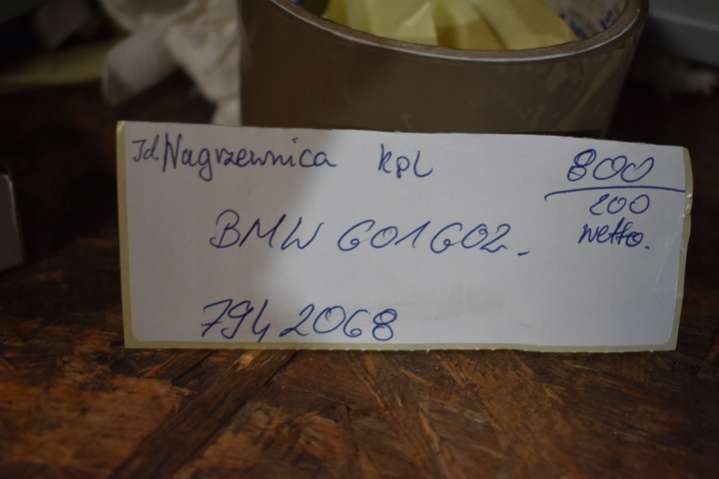 Jd Nagrzewnica kpl
800
200
netto.
BMW G01 G02.
7942068